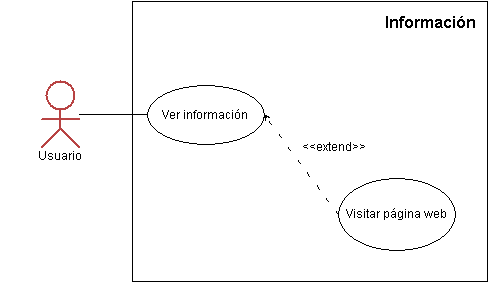 Información
Ver información
Usuario
<<extend>>
Visitar página web